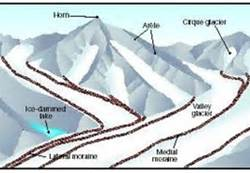 Horn
Arête
Cirque glacier
Ice-dammed
lake
Valley
glacier
Lateral moraine
Medial
moraine